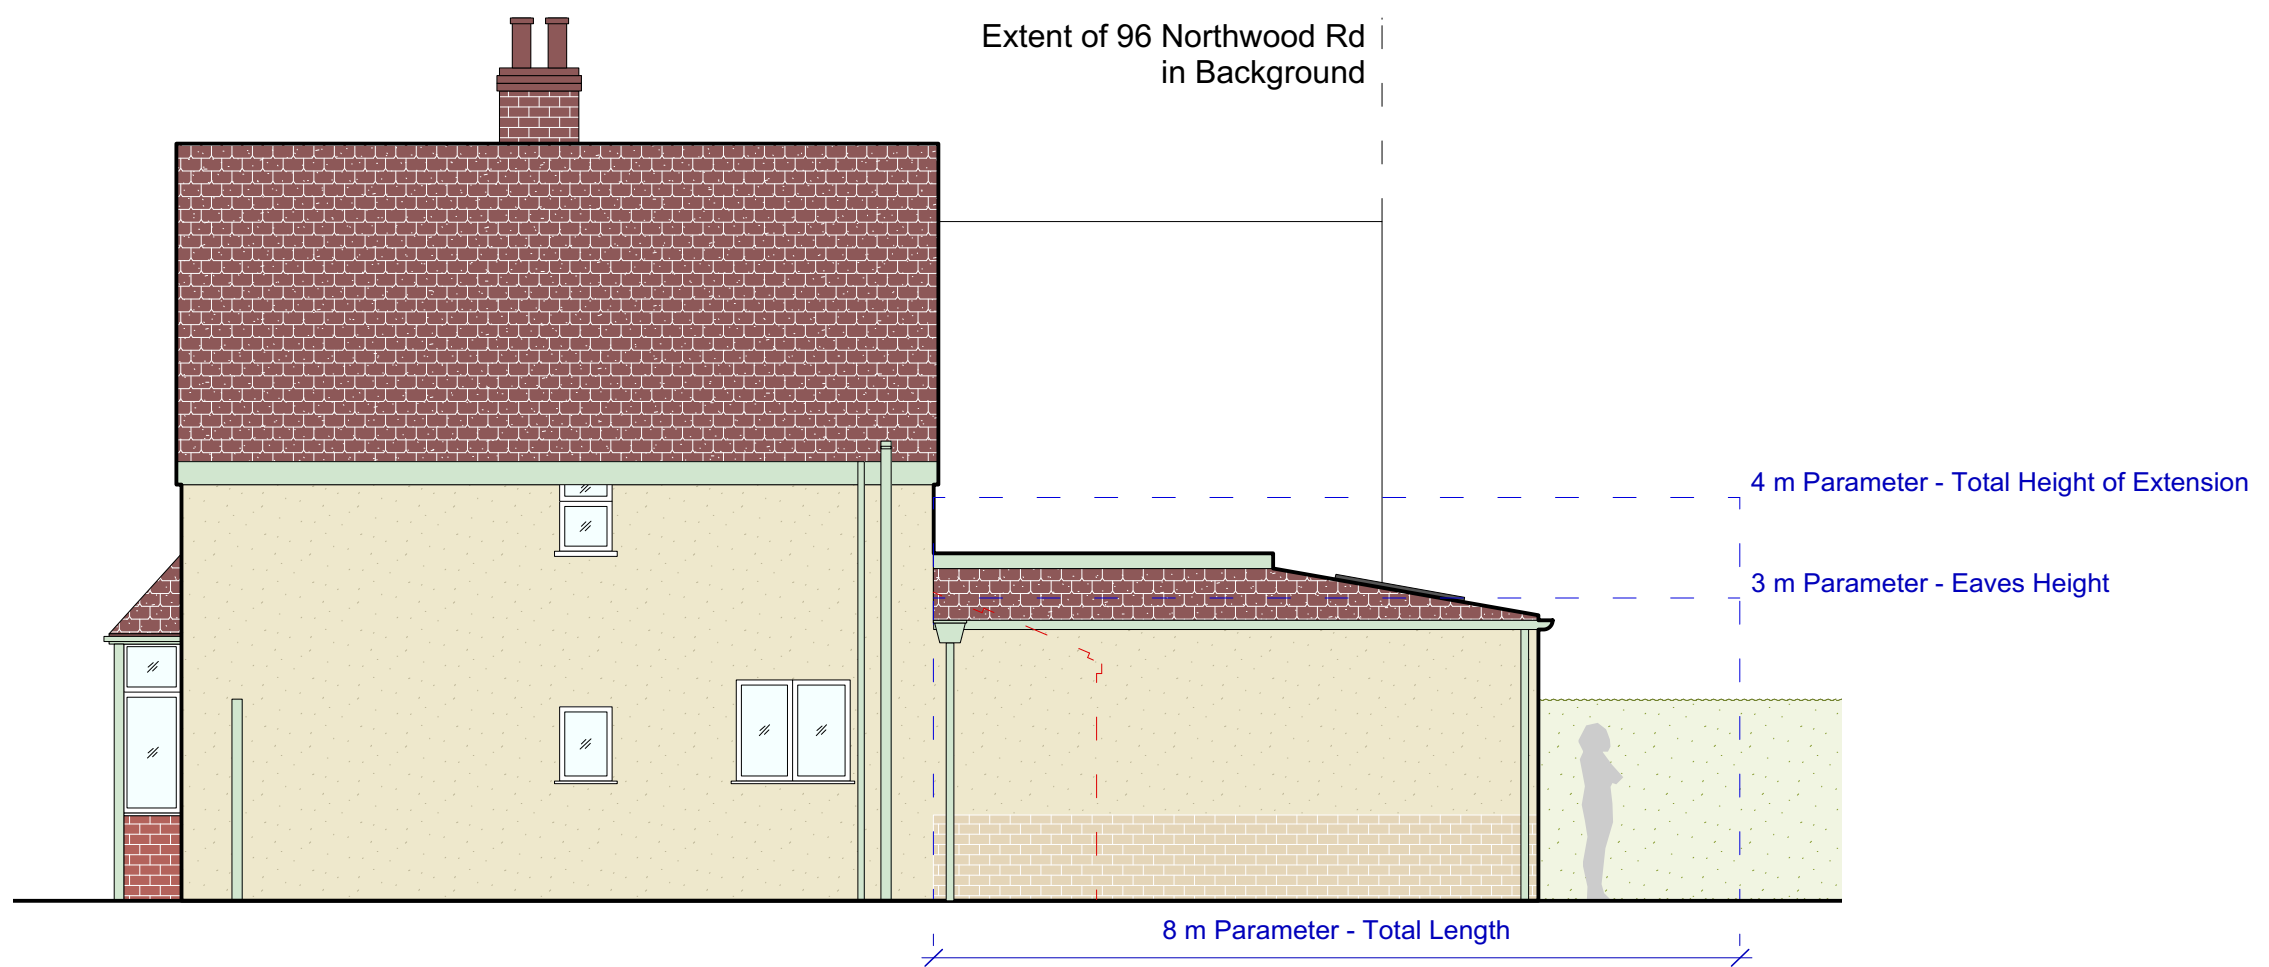 Extent of 96 Northwood Rd
in Background
4 m Parameter - Total Height of Extension
3 m Parameter - Eaves Height
8 m Parameter - Total Length